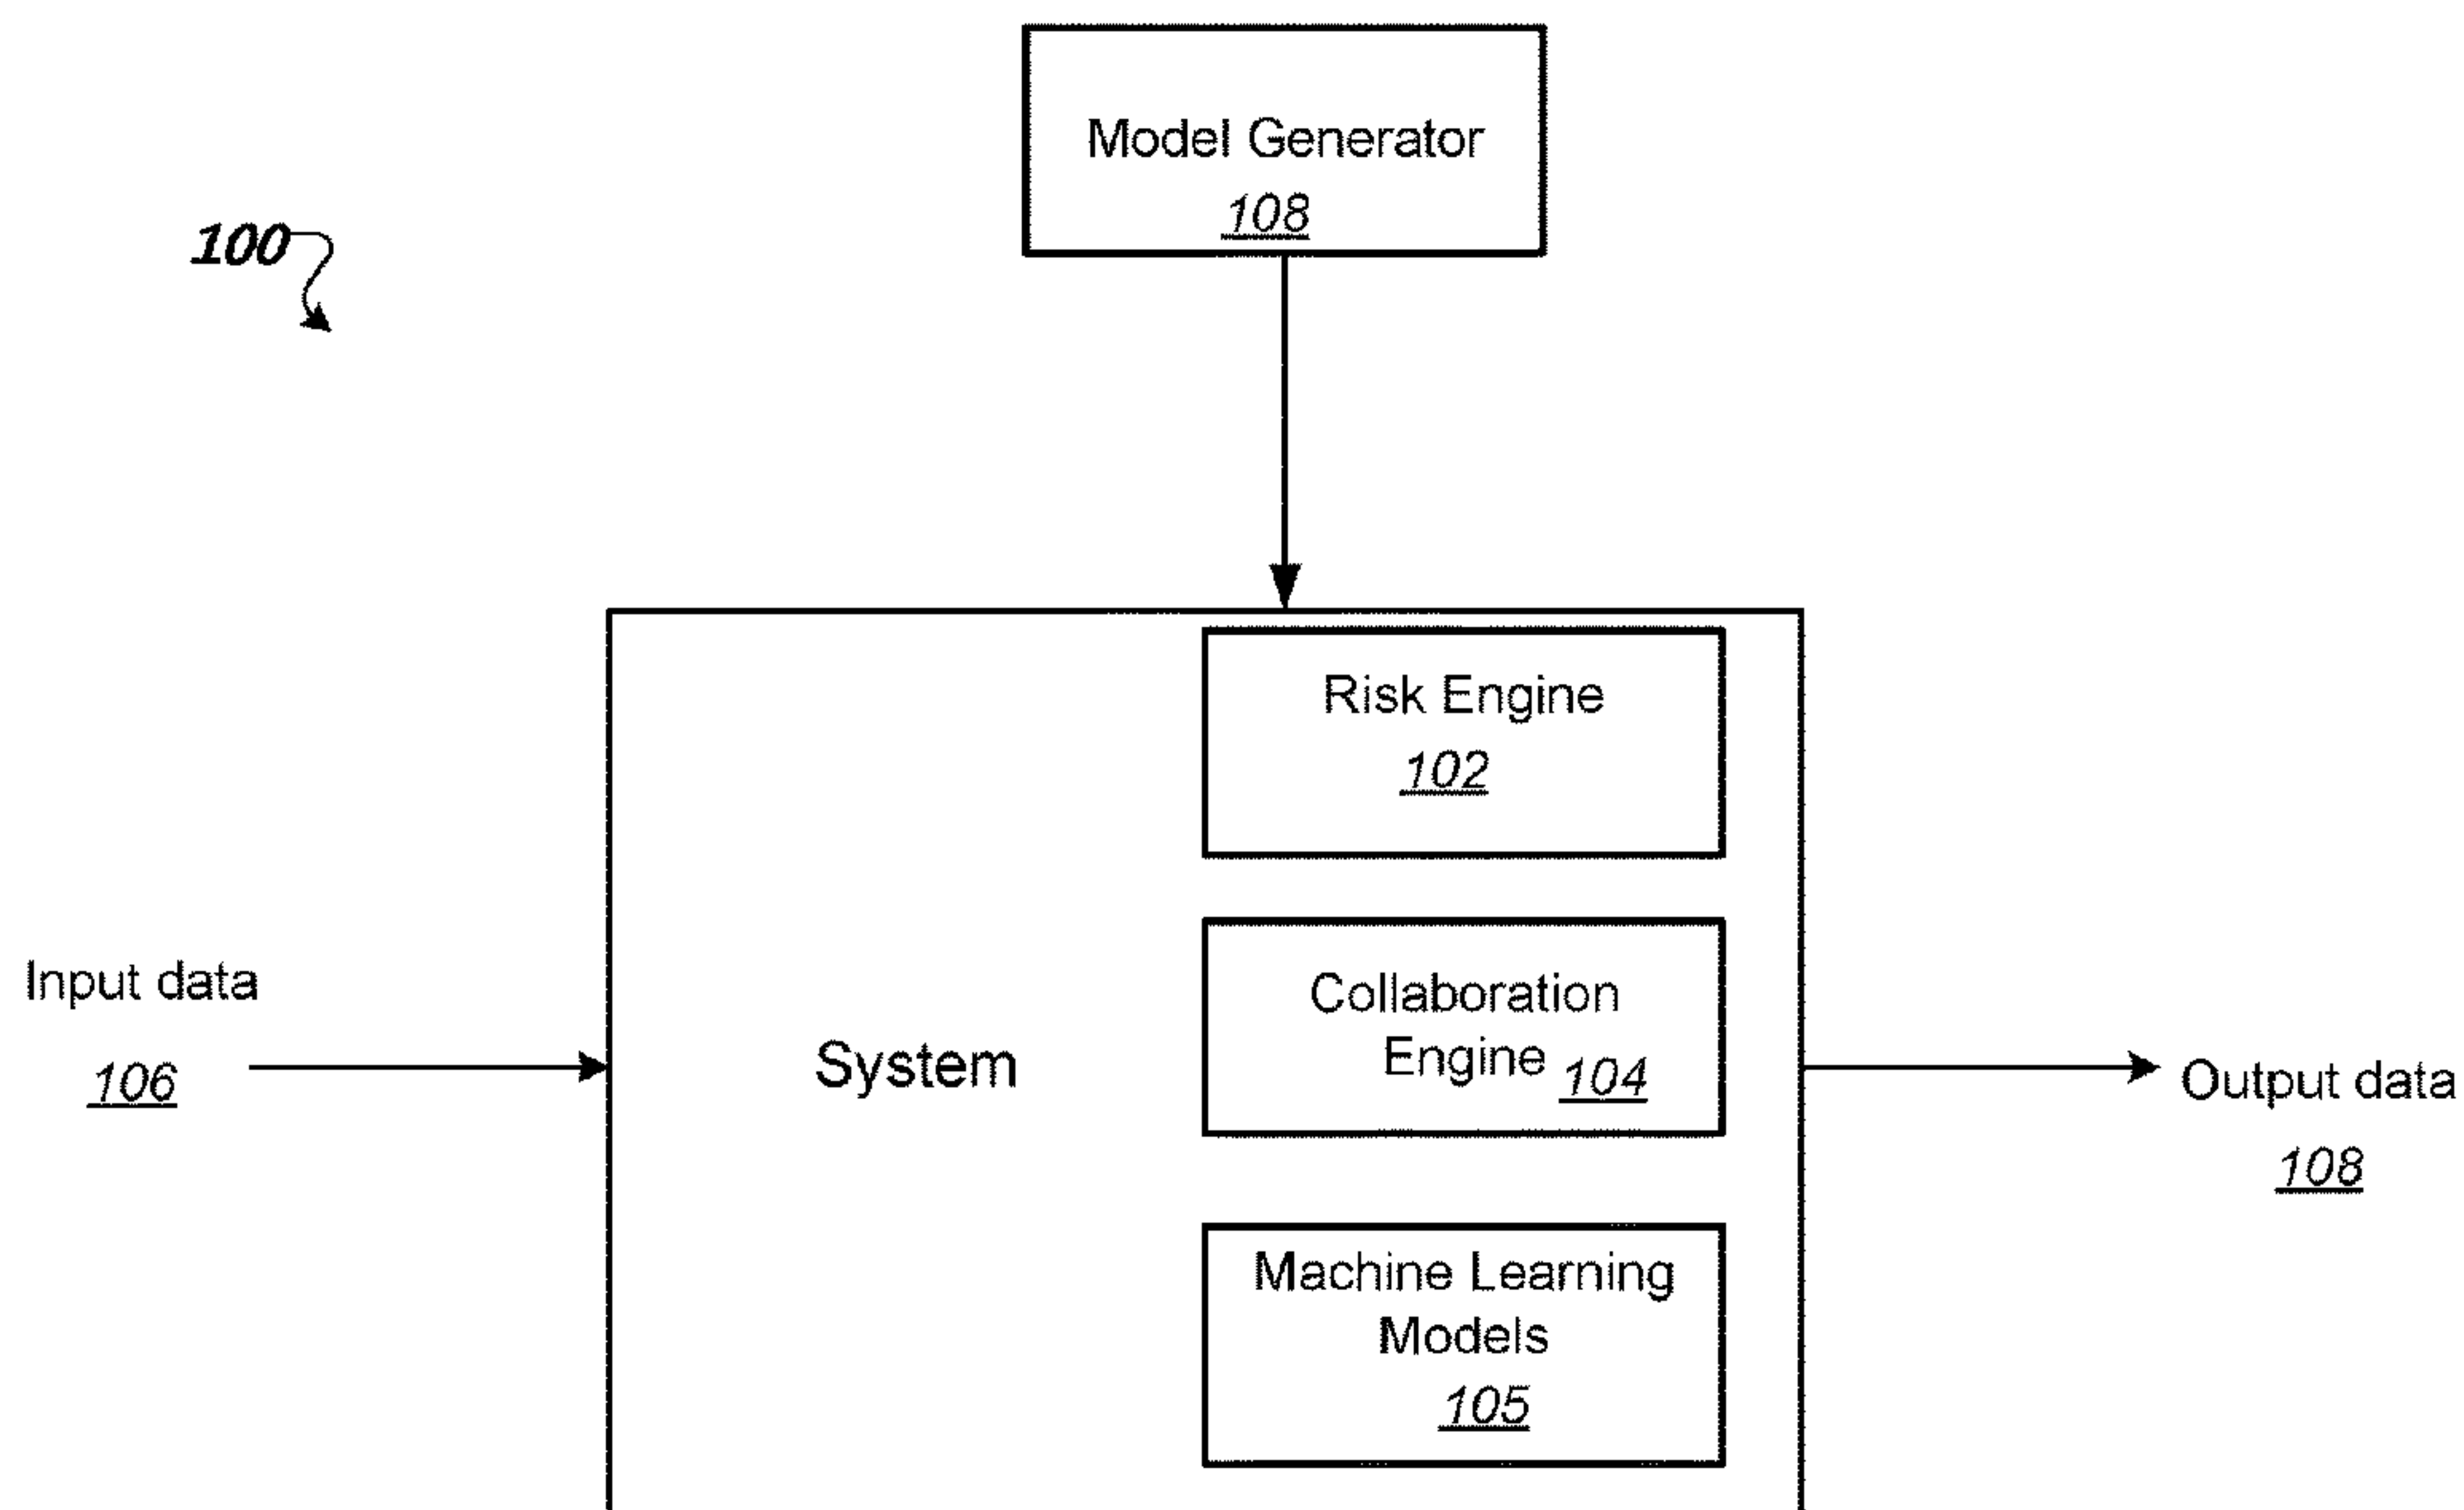 Model Generator
108
100
Risk Engine
102
Input data
106
System
Collaboration
Engine 104
Output data
108
Machine Learning
Models
105